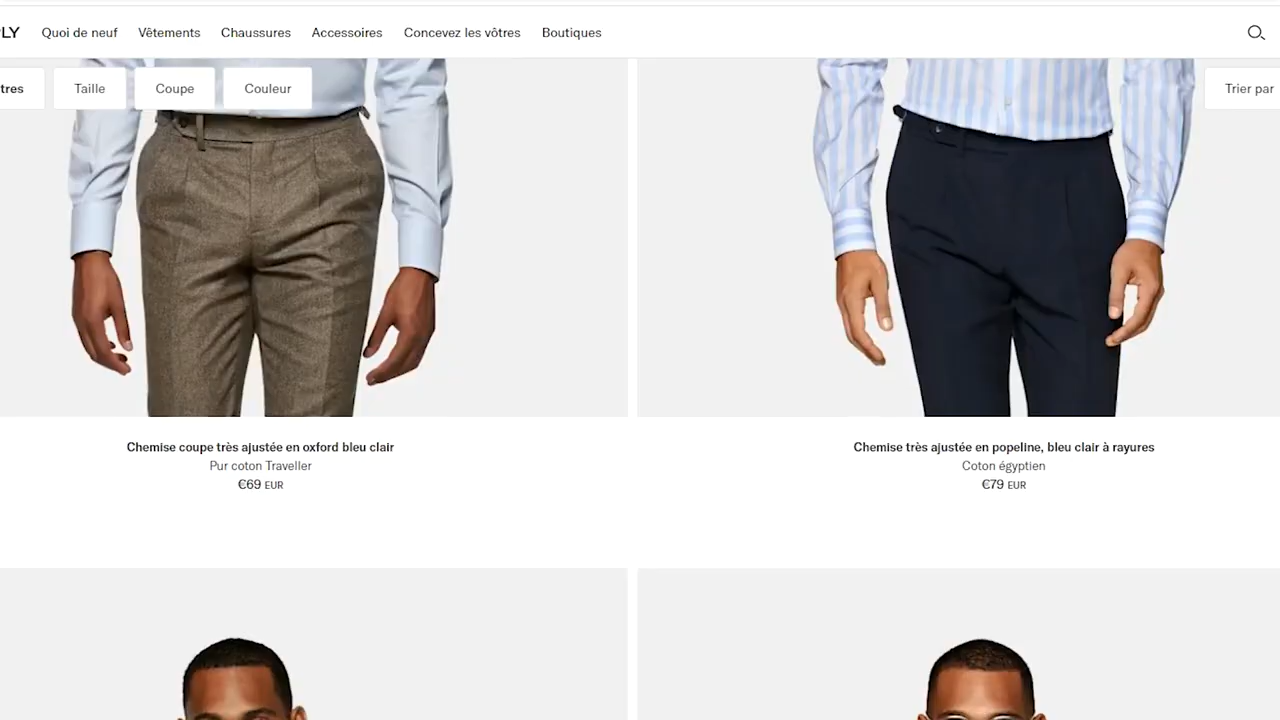 LY Quoi de neuf Vêtements Chaussures Accessoires Concevez les vôtres Boutiques
tres Taille Coupe Couleur Trier par
Chemise coupe très ajustée en oxford bleu clair
Pur coton Traveller
€69 EUR
Chemise très ajustée en popeline, bleu clair à rayures
Coton égyptien
€79 EUR